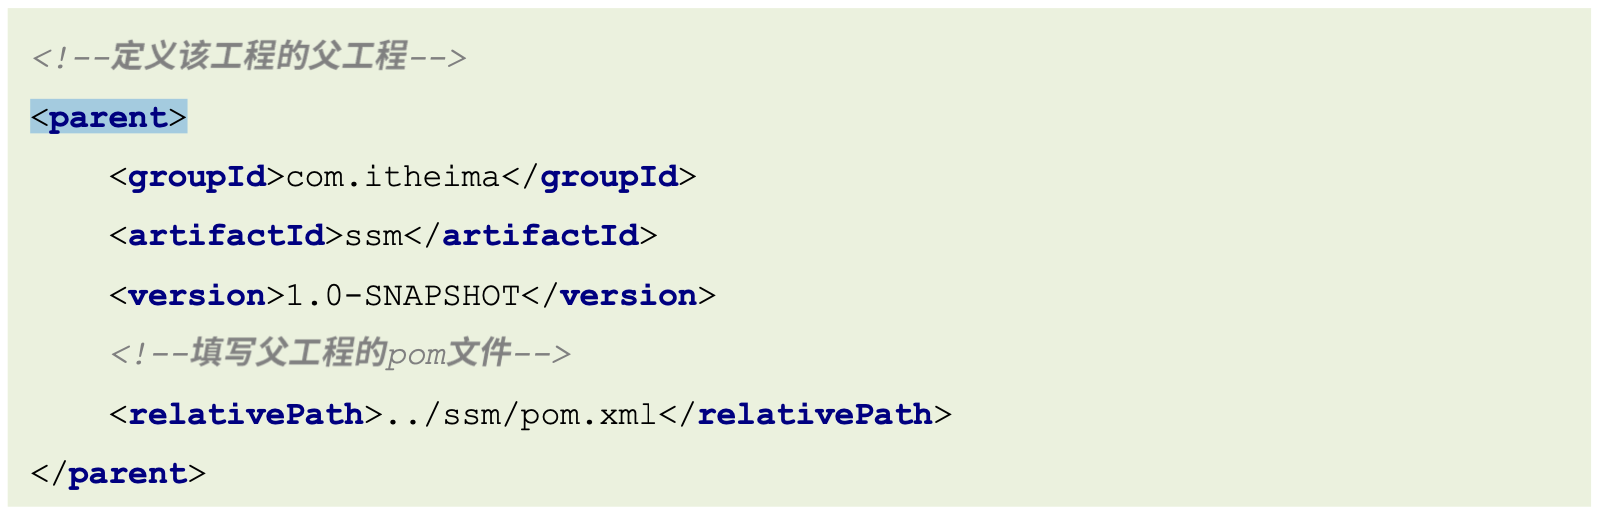 <!--定义该工程的父工程-->
<parent>
    <groupId>com.itheima</groupId>
    <artifactId>ssm</artifactId>
    <version>1.0-SNAPSHOT</version>
    <!--填写父工程的pom文件-->
    <relativePath>../ssm/pom.xml</relativePath>
</parent>